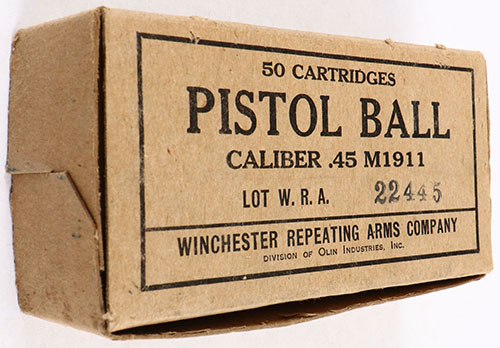 50 CARTRIDGES
PISTOL BALL
CALIBER .45 M1911
LOT W. R. A. 22445
WINCHESTER REPEATING ARMS COMPANY
DIVISION OF OLIN INDUSTRIES, INC.